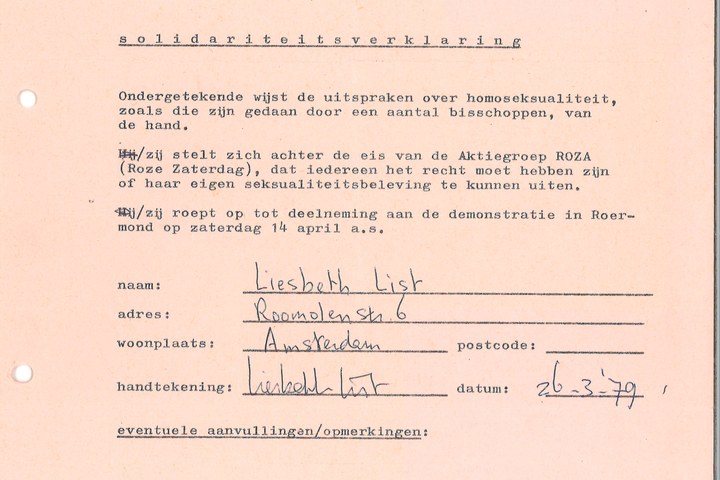 solidariteitsverklaring
Ondergetekende wijst de uitspraken over homoseksualiteit,
zoals die zijn gedaan door een aantal bisschoppen, van
de hand.
Hij/zij stelt zich achter de eis van de Aktiegroep ROZA
(Roze Zaterdag), dat iedereen het recht moet hebben zijn
of haar eigen seksualiteitsbeleving te kunnen uiten.
Hij/zij roept op tot deelneming aan de demonstratie in Roer-
mond op zaterdag 14 april a.s.
naam: Liesbeth List
adres: Roomolenstr. 6
woonplaats: Amsterdam postcode:
handtekening: Liesbeth List datum: 26-3-'79
eventuele aanvullingen/opmerkingen: